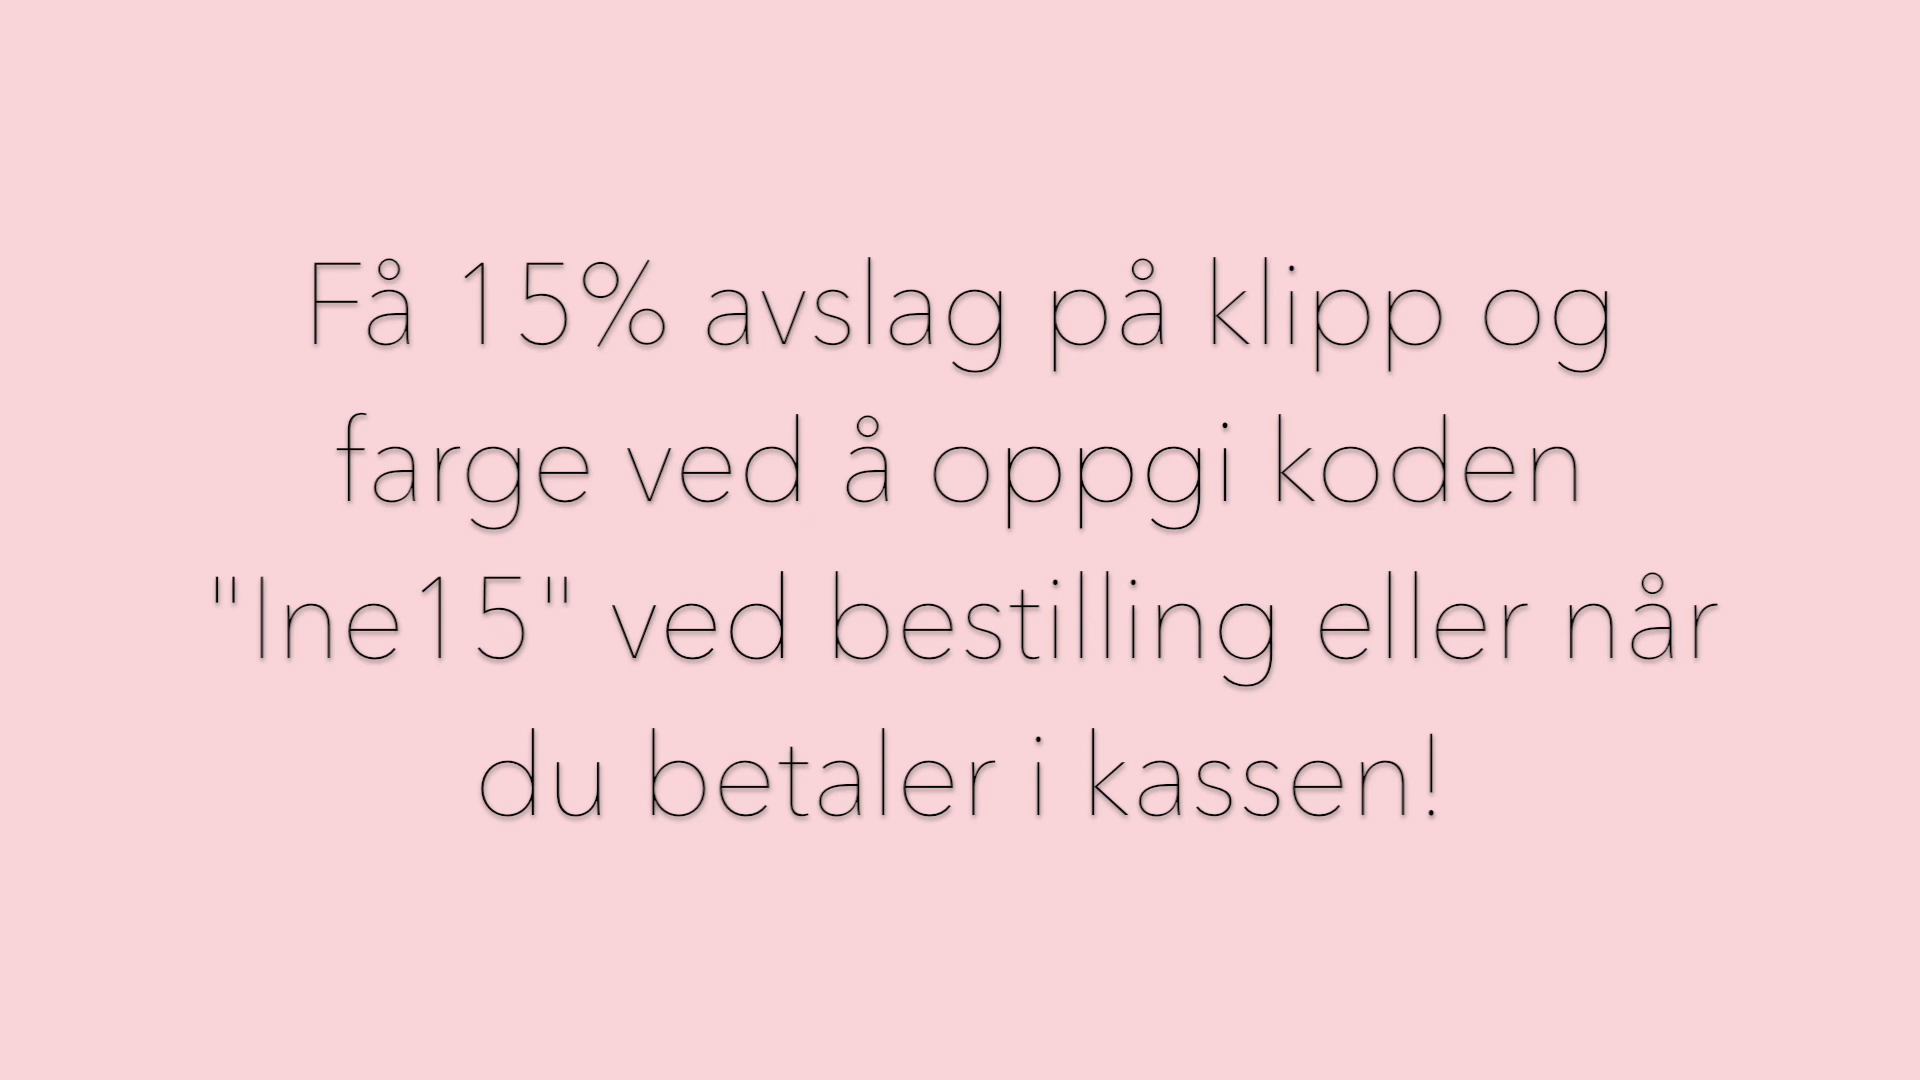 Få 15% avslag på klipp og
farge ved å oppgi koden
"Ine15" ved bestilling eller når
du betaler i kassen!